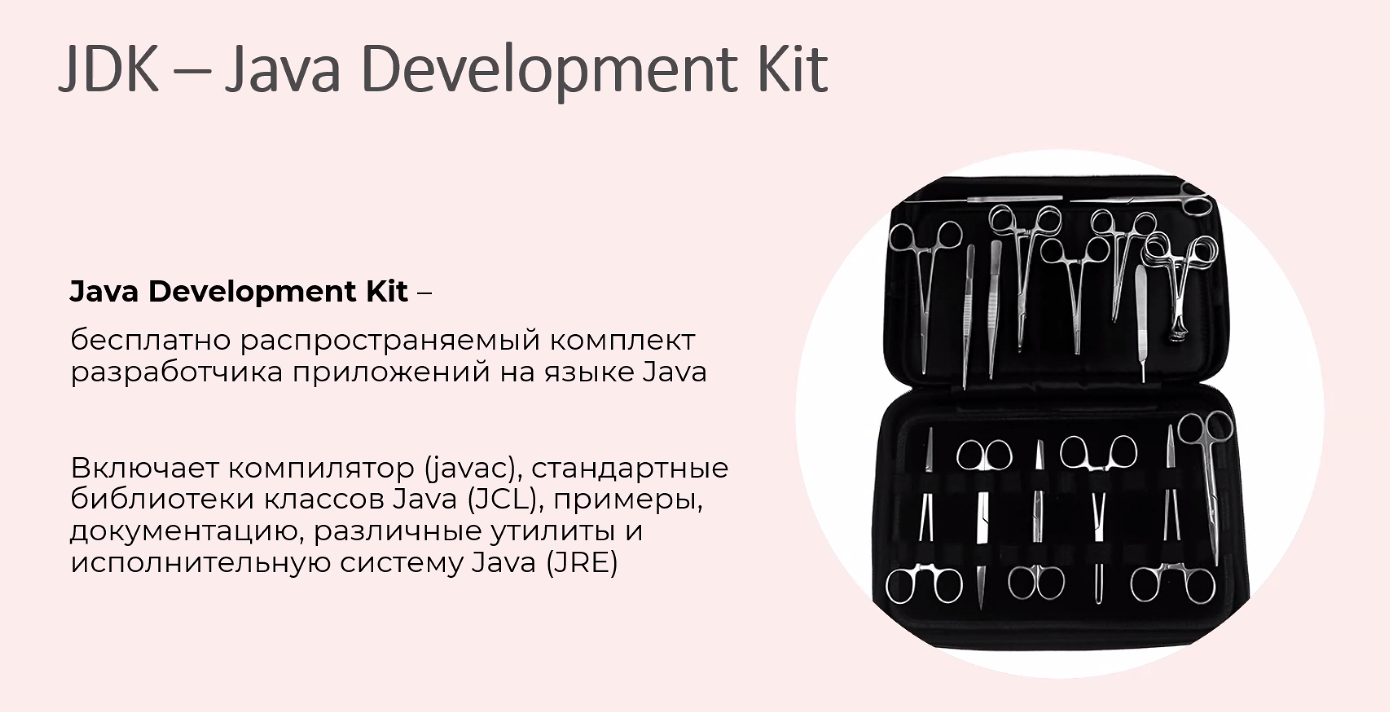 JDK – Java Development Kit
Java Development Kit –
бесплатно распространяемый комплект
разработчика приложений на языке Java
Включает компилятор (javac), стандартные
библиотеки классов Java (JCL), примеры,
документацию, различные утилиты и
исполнительную систему Java (JRE)